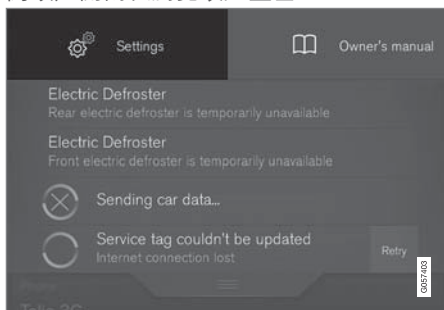 Settings
Owner's manual
Electric Defroster
Rear electric defroster is temporarily unavailable
Electric Defroster
Front electric defroster is temporarily unavailable
Sending car data...
Service tag couldn't be updated
Internet connection lost
Retry
G057403